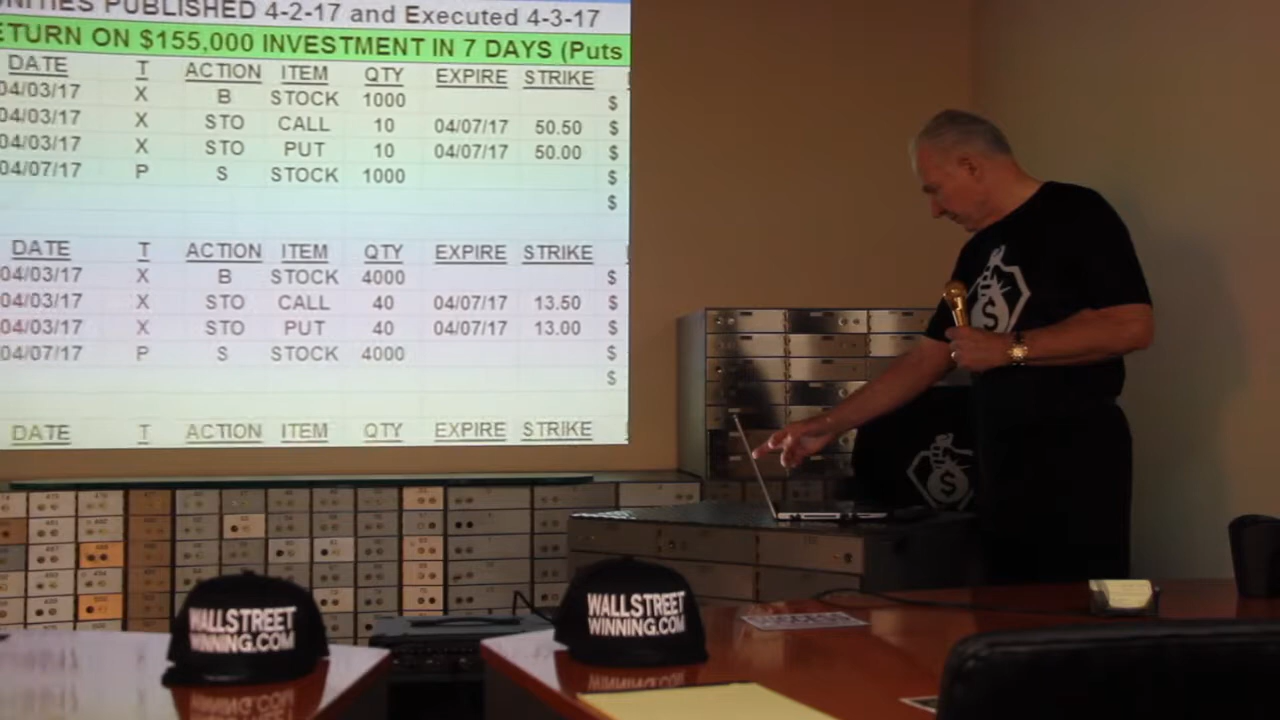 NITIES PUBLISHED 4-2-17 and Executed 4-3-17
ETURN ON $155,000 INVESTMENT IN 7 DAYS (Puts
DATE T ACTION ITEM QTY EXPIRE STRIKE
04/03/17 X B STOCK 1000 $
04/03/17 X STO CALL 10 04/07/17 50.50 $
04/03/17 X STO PUT 10 04/07/17 50.00 $
04/07/17 P S STOCK 1000 $
$
DATE T ACTION ITEM QTY EXPIRE STRIKE
04/03/17 X B STOCK 4000 $
04/03/17 X STO CALL 40 04/07/17 13.50 $
04/03/17 X STO PUT 40 04/07/17 13.00 $
04/07/17 P S STOCK 4000 $
$
DATE T ACTION ITEM QTY EXPIRE STRIKE
$
$
WALLSTREET
WINNING.COM
WALLSTREET
WINNING.COM